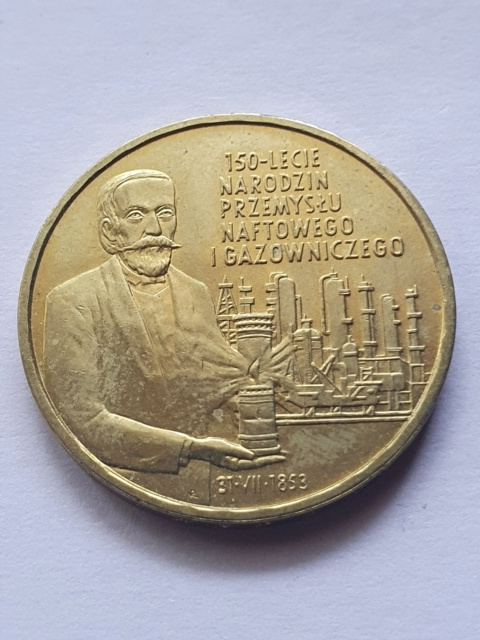 150-LECIE
NARODZIN
PRZEMYSŁU
NAFTOWEGO
I GAZOWNICZEGO
31·VII·1853